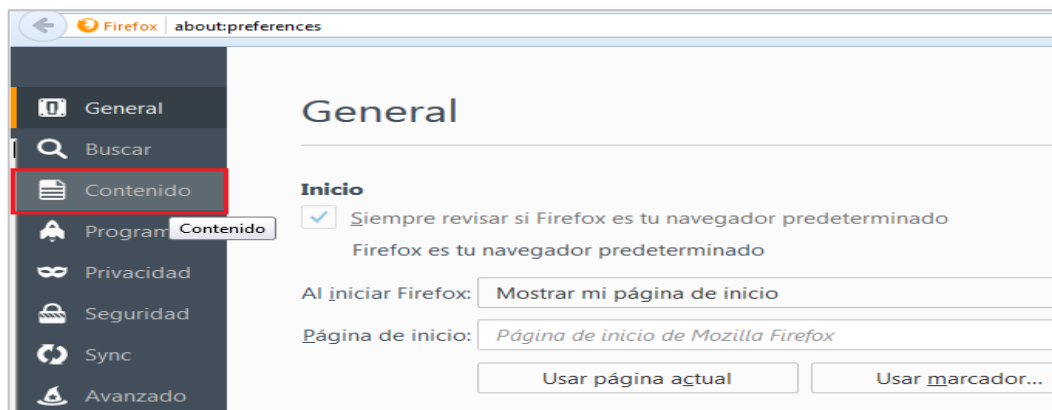 Firefox about:preferences
General
Buscar
Contenido
Program
Contenido
Privacidad
Seguridad
Sync
Avanzado
General
Inicio
Siempre revisar si Firefox es tu navegador predeterminado
Firefox es tu navegador predeterminado
Al iniciar Firefox: Mostrar mi página de inicio
Página de inicio: Página de inicio de Mozilla Firefox
Usar página actual Usar marcador...